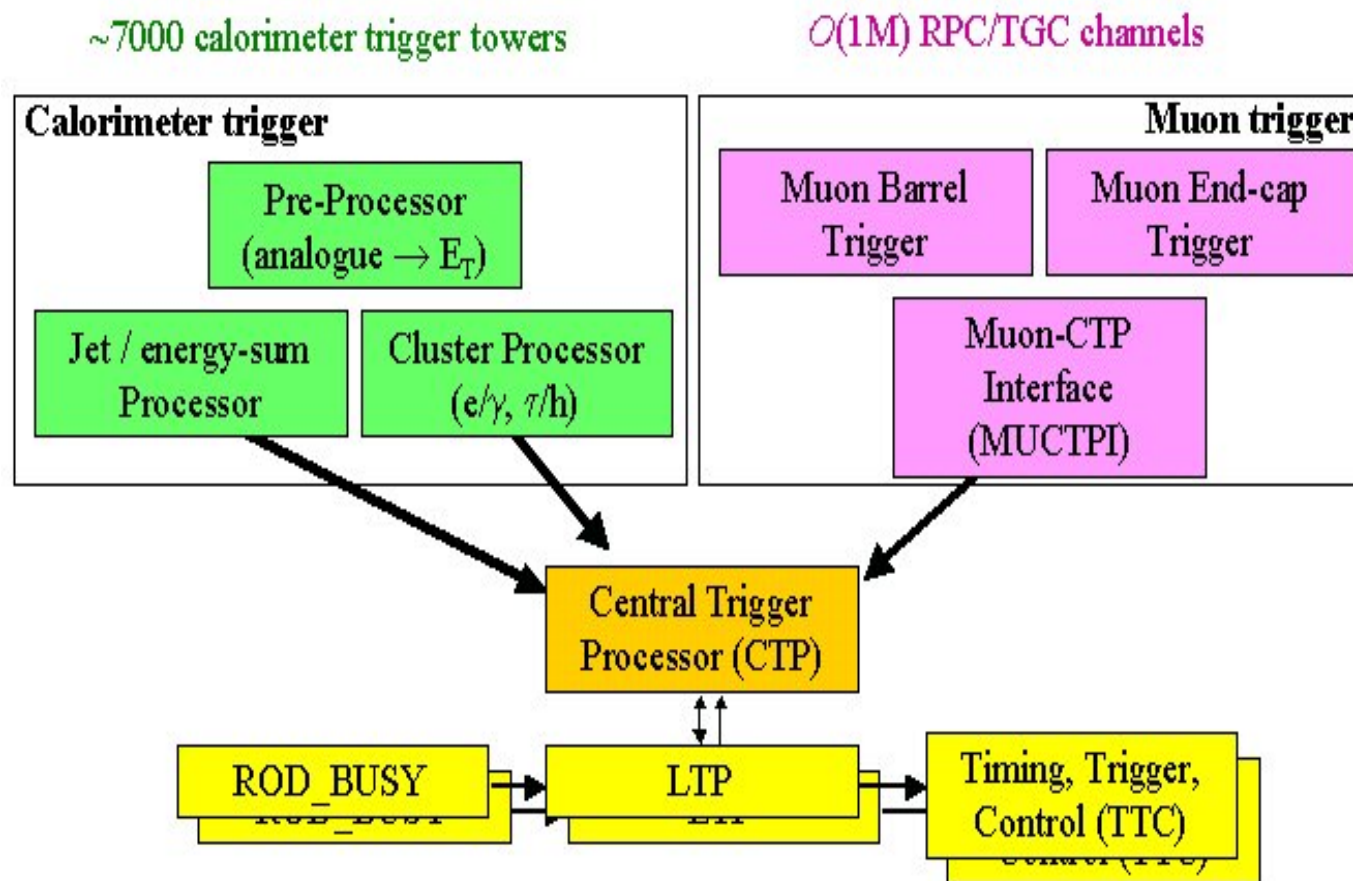 ~7000 calorimeter trigger towers
O(1M) RPC/TGC channels
Calorimeter trigger
Muon trigger
Pre-Processor
(analogue → E_T)
Muon Barrel
Trigger
Muon End-cap
Trigger
Jet / energy-sum
Processor
Cluster Processor
(e/γ, τ/h)
Muon-CTP
Interface
(MUCTPI)
Central Trigger
Processor (CTP)
ROD_BUSY
LTP
Timing, Trigger,
Control (TTC)